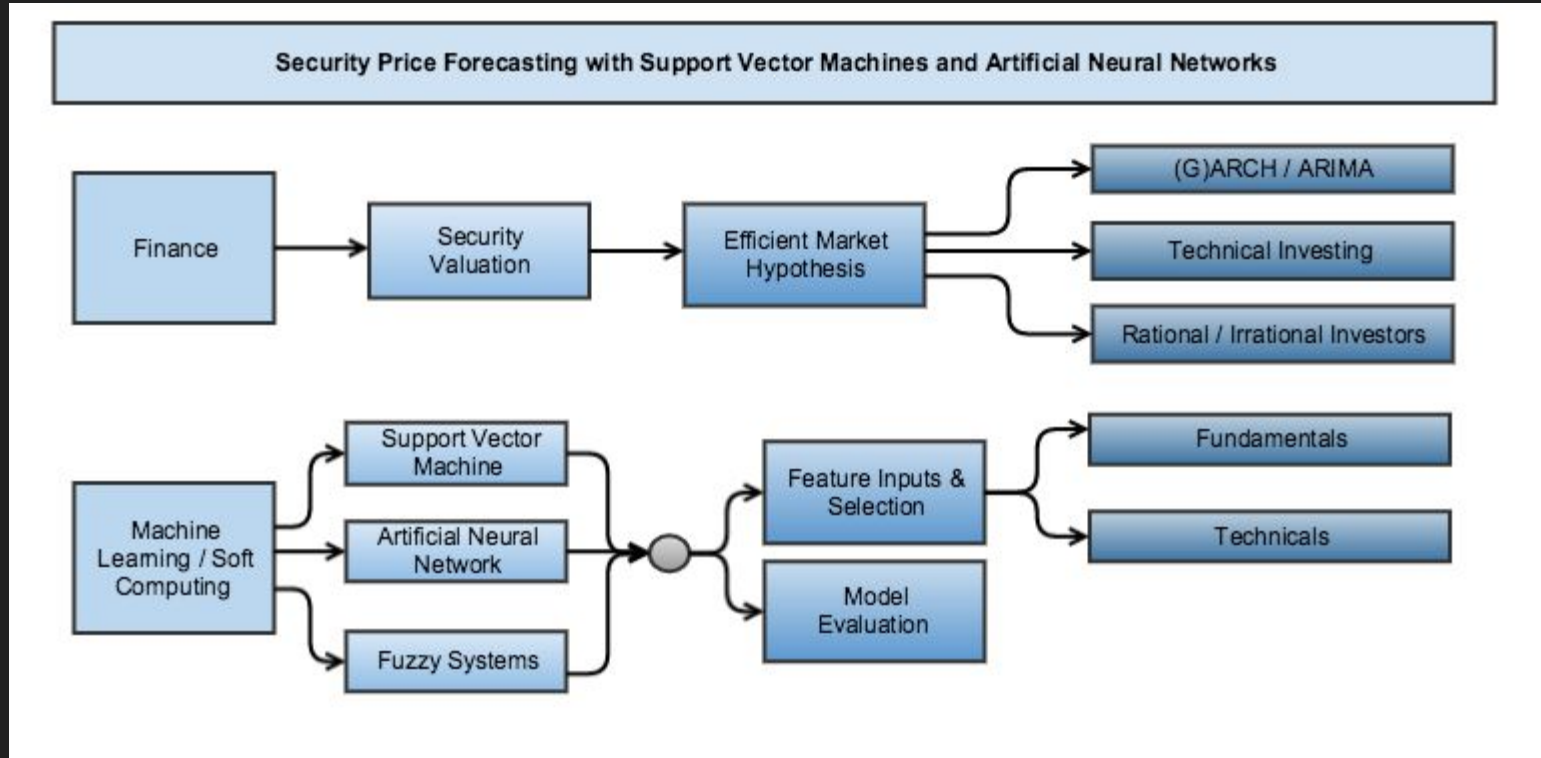 Security Price Forecasting with Support Vector Machines and Artificial Neural Networks
Finance
Security
Valuation
Efficient Market
Hypothesis
(G)ARCH / ARIMA
Technical Investing
Rational / Irrational Investors
Machine
Learning / Soft
Computing
Support Vector
Machine
Artificial Neural
Network
Fuzzy Systems
Feature Inputs &
Selection
Model
Evaluation
Fundamentals
Technicals